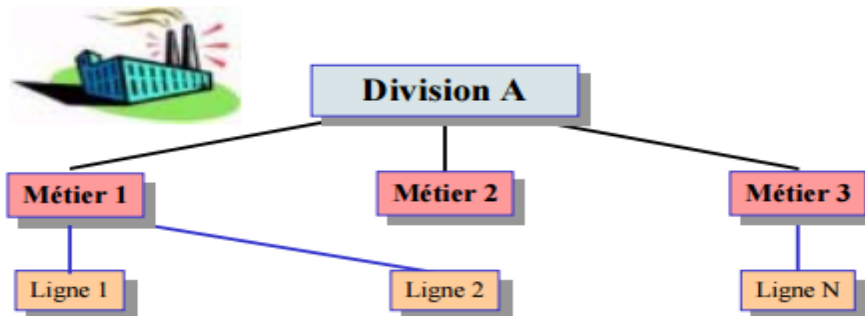 Division A
Métier 1
Métier 2
Métier 3
Ligne 1
Ligne 2
Ligne N